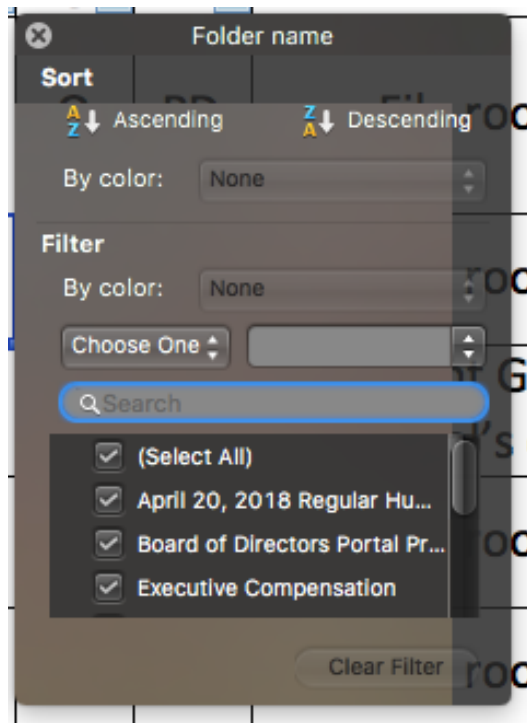 Folder name
Sort
Ascending
Descending
By color: None
Filter
By color: None
Choose One
Search
(Select All)
April 20, 2018 Regular Hu...
Board of Directors Portal Pr...
Executive Compensation
Clear Filter